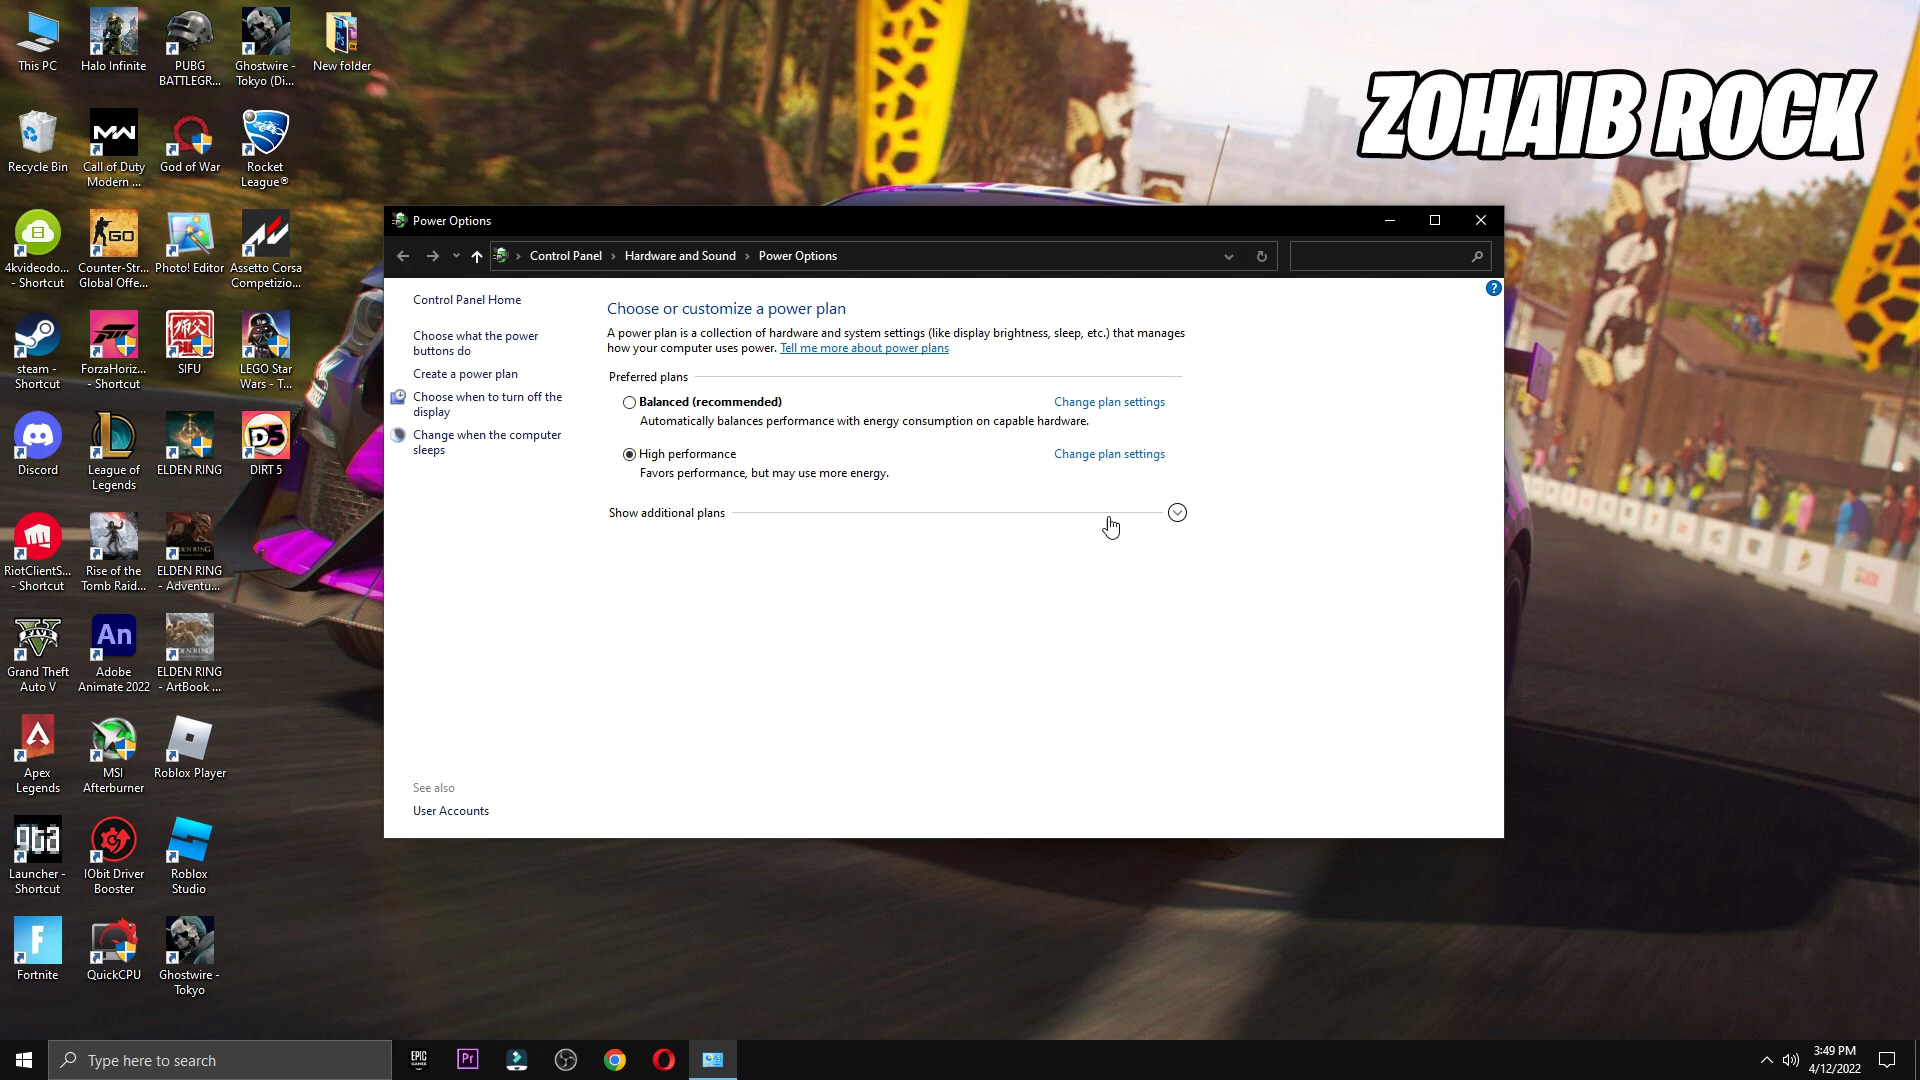 This PC
Halo Infinite
PUBG
BATTLEGR...
Ghostwire -
Tokyo (Di...
New folder
ZOHAIB ROCK
Recycle Bin
Call of Duty
Modern ...
God of War
Rocket
League®
4kvideodo...
- Shortcut
Counter-Str...
Global Offe...
Photo! Editor
Assetto Corsa
Competizio...
steam -
Shortcut
ForzaHoriz...
- Shortcut
SIFU
LEGO Star
Wars - T...
Discord
League of
Legends
ELDEN RING
DIRT 5
RiotClientS...
- Shortcut
Rise of the
Tomb Raid...
ELDEN RING
- Adventu...
Grand Theft
Auto V
Adobe
Animate 2022
ELDEN RING
- ArtBook ...
Apex
Legends
MSI
Afterburner
Roblox Player
Launcher -
Shortcut
IObit Driver
Booster
Roblox
Studio
Fortnite
QuickCPU
Ghostwire -
Tokyo
Power Options
Control Panel > Hardware and Sound > Power Options
Control Panel Home
Choose what the power
buttons do
Create a power plan
Choose when to turn off the
display
Change when the computer
sleeps
See also
User Accounts
Choose or customize a power plan
A power plan is a collection of hardware and system settings (like display brightness, sleep, etc.) that manages
how your computer uses power. Tell me more about power plans
Preferred plans
Balanced (recommended) Change plan settings
Automatically balances performance with energy consumption on capable hardware.
High performance Change plan settings
Favors performance, but may use more energy.
Show additional plans
Type here to search
3:49 PM
4/12/2022